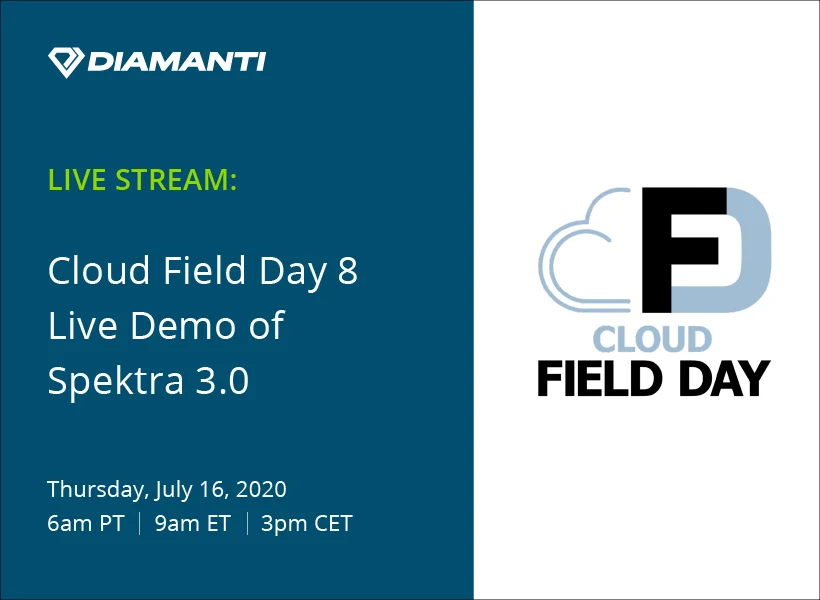 DIAMANTI
LIVE STREAM:
Cloud Field Day 8
Live Demo of
Spektra 3.0
Thursday, July 16, 2020
6am PT | 9am ET | 3pm CET
FD
CLOUD
FIELD DAY